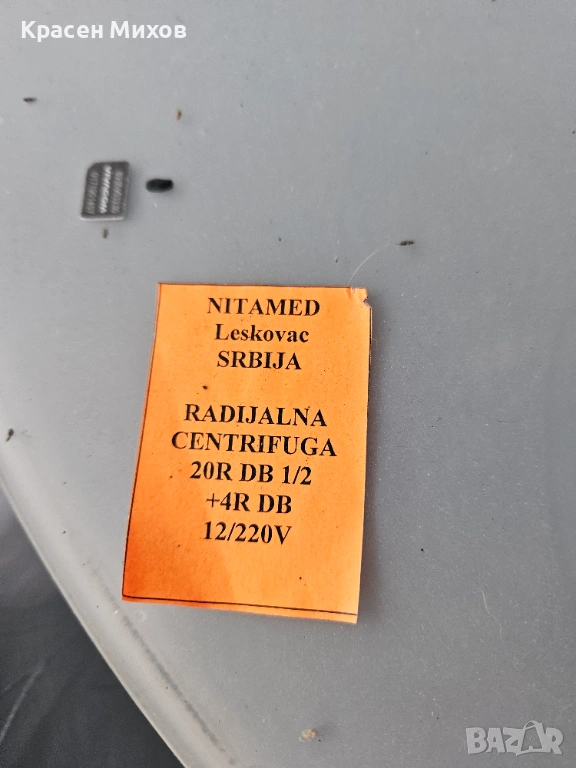 Красен Михов
NITAMED
Leskovac
SRBIJA
RADIJALNA
CENTRIFUGA
20R DB 1/2
+4R DB
12/220V
BAZAR